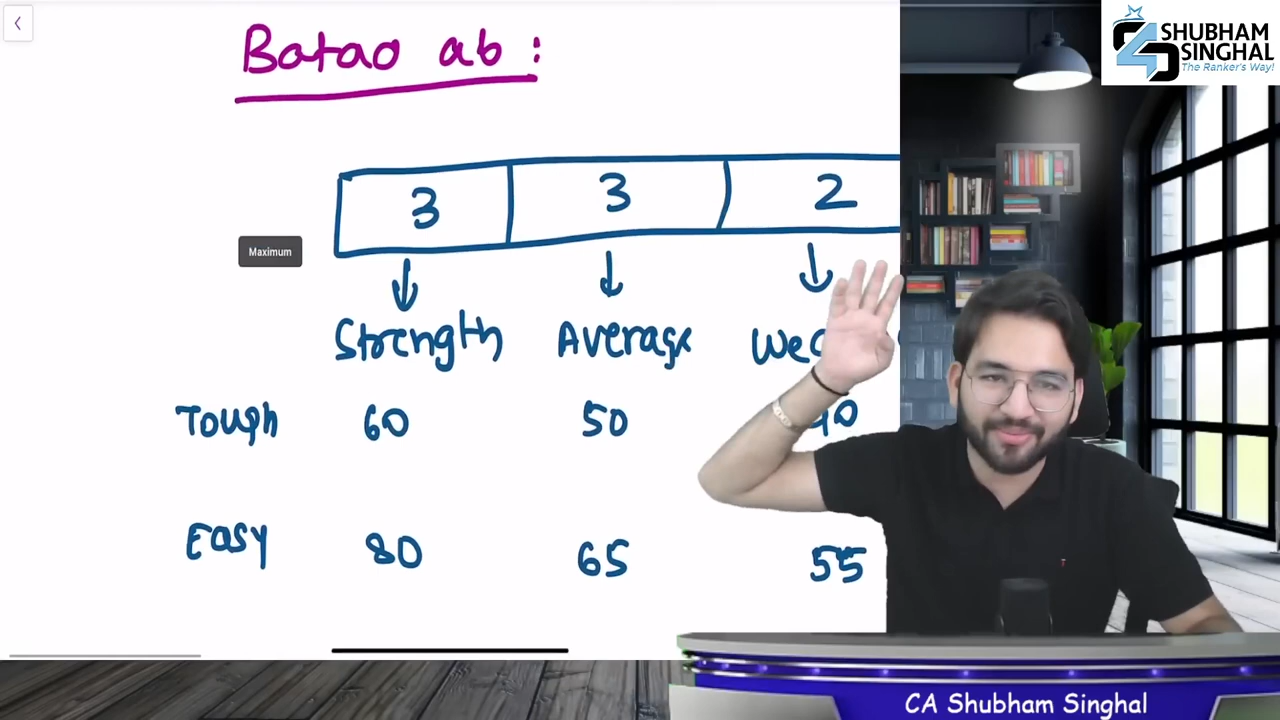 Batao ab :
SHUBHAM
SINGHAL
The Ranker's Way!
3 3 2
Maximum
Strength Average
Tough 60 50
Easy 80 65 55
CA Shubham Singhal